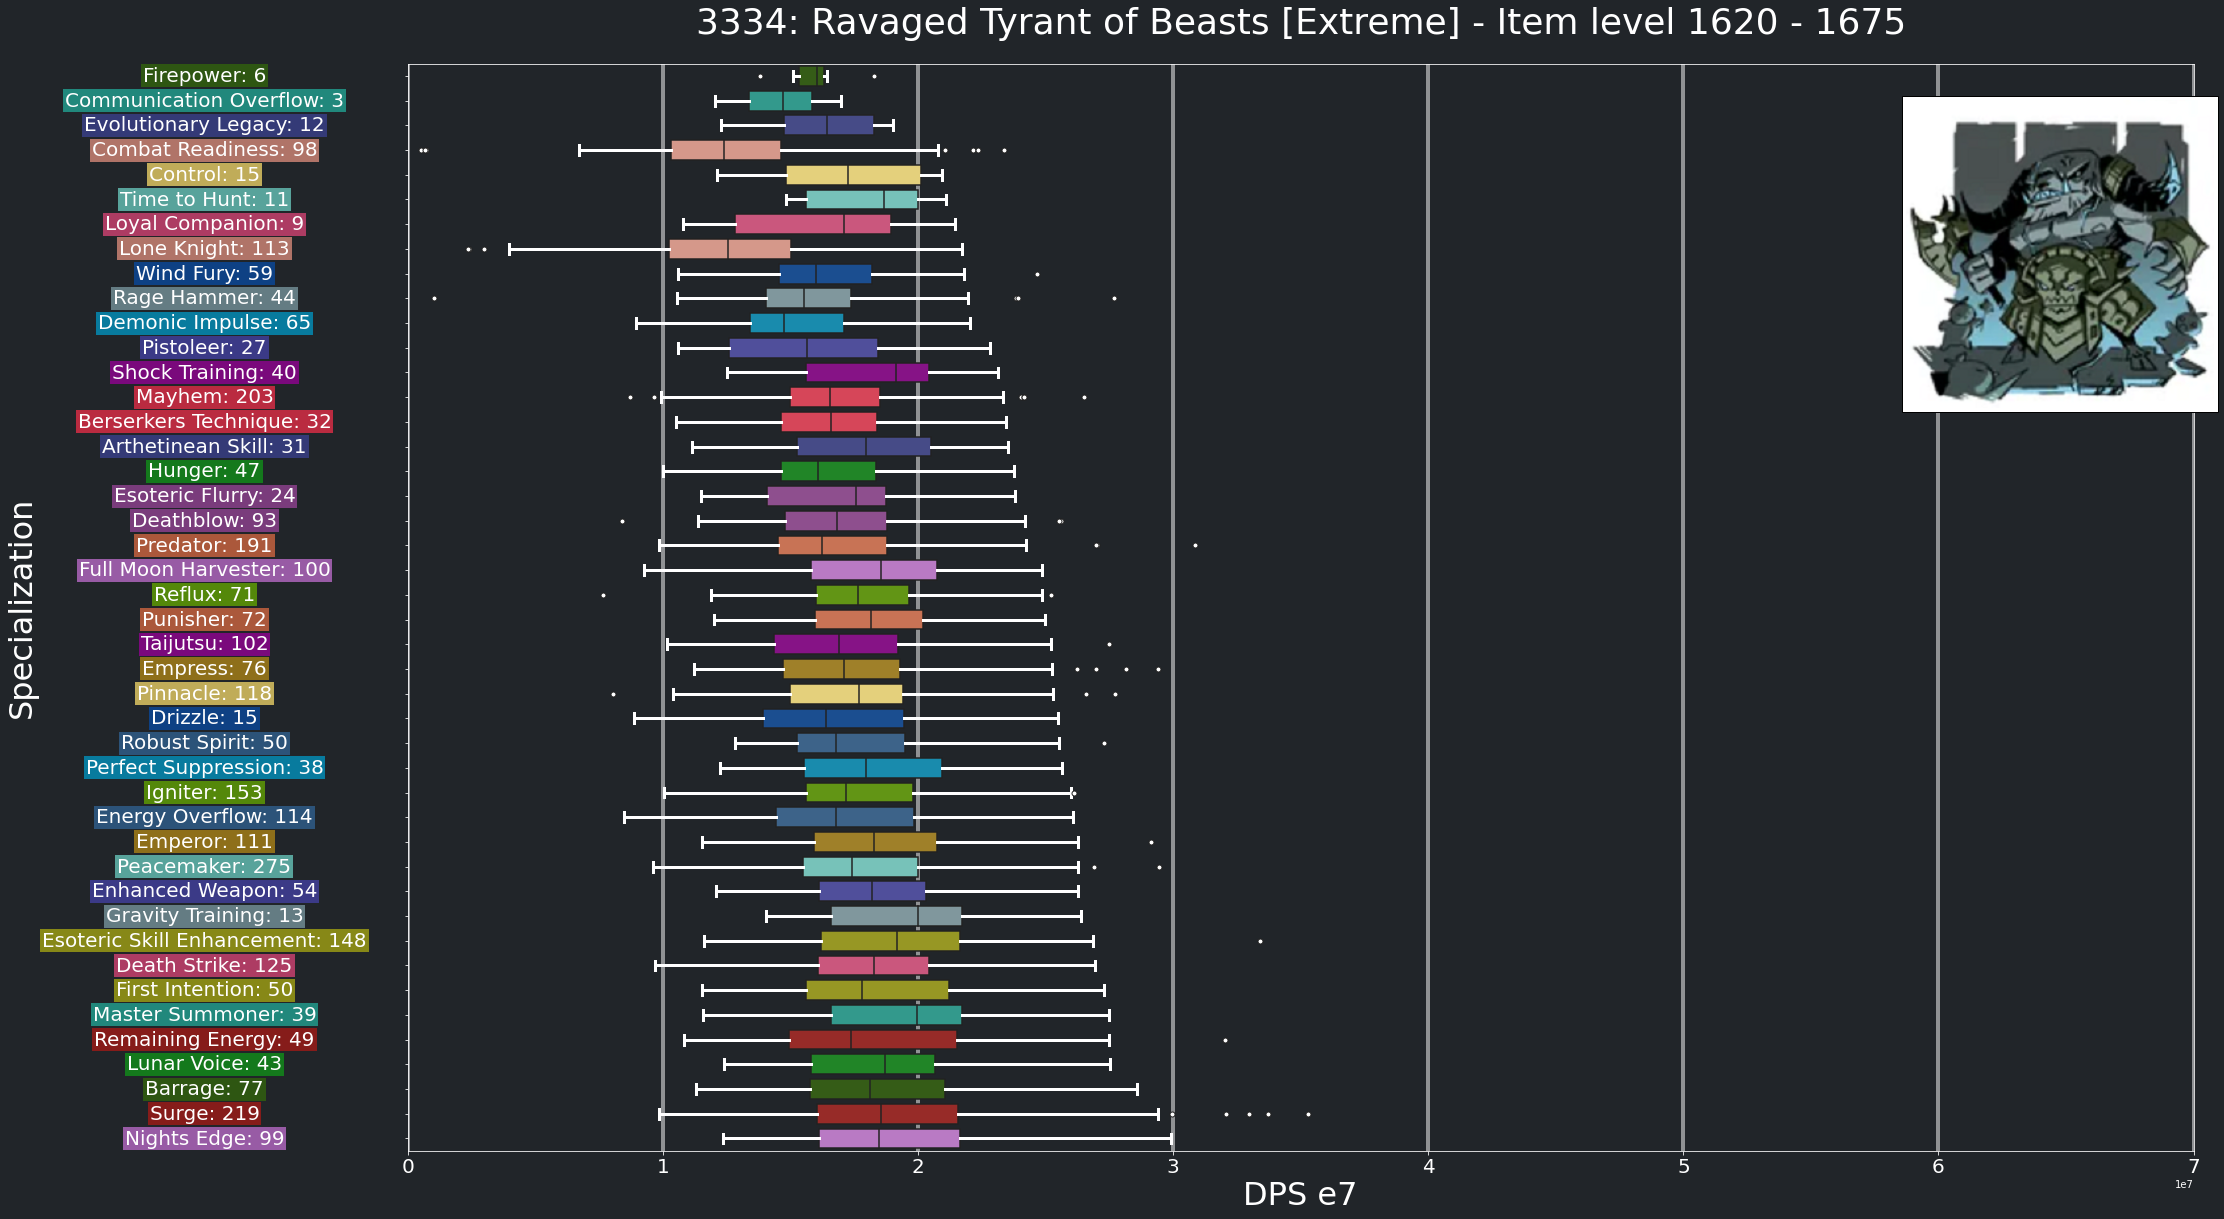 3334: Ravaged Tyrant of Beasts [Extreme] - Item level 1620 - 1675
Specialization
Firepower: 6
Communication Overflow: 3
Evolutionary Legacy: 12
Combat Readiness: 98
Control: 15
Time to Hunt: 11
Loyal Companion: 9
Lone Knight: 113
Wind Fury: 59
Rage Hammer: 44
Demonic Impulse: 65
Pistoleer: 27
Shock Training: 40
Mayhem: 203
Berserkers Technique: 32
Arthetinean Skill: 31
Hunger: 47
Esoteric Flurry: 24
Deathblow: 93
Predator: 191
Full Moon Harvester: 100
Reflux: 71
Punisher: 72
Taijutsu: 102
Empress: 76
Pinnacle: 118
Drizzle: 15
Robust Spirit: 50
Perfect Suppression: 38
Igniter: 153
Energy Overflow: 114
Emperor: 111
Peacemaker: 275
Enhanced Weapon: 54
Gravity Training: 13
Esoteric Skill Enhancement: 148
Death Strike: 125
First Intention: 50
Master Summoner: 39
Remaining Energy: 49
Lunar Voice: 43
Barrage: 77
Surge: 219
Nights Edge: 99
0 1 2 3 4 5 6 7
1e7
DPS e7